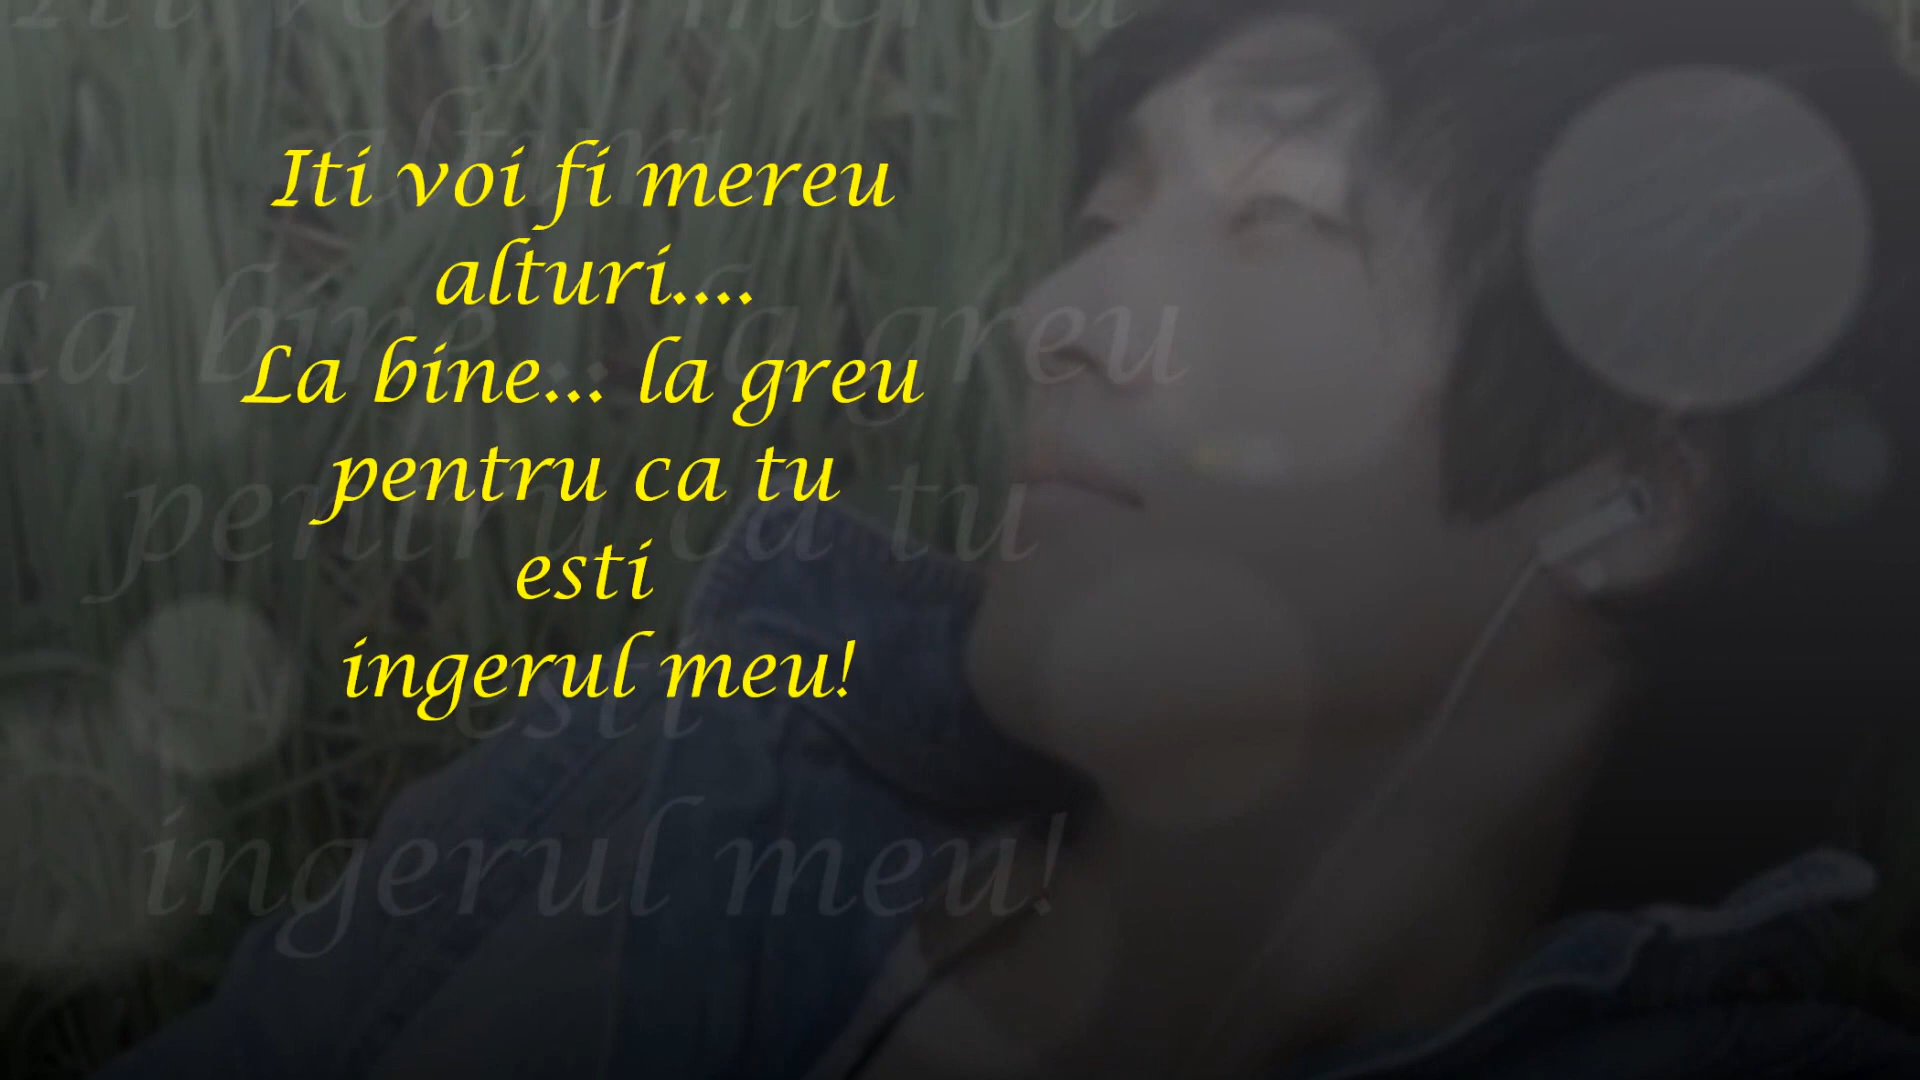 Iti voi fi mereu
alturi....
La bine... la greu
pentru ca tu
esti
ingerul meu!